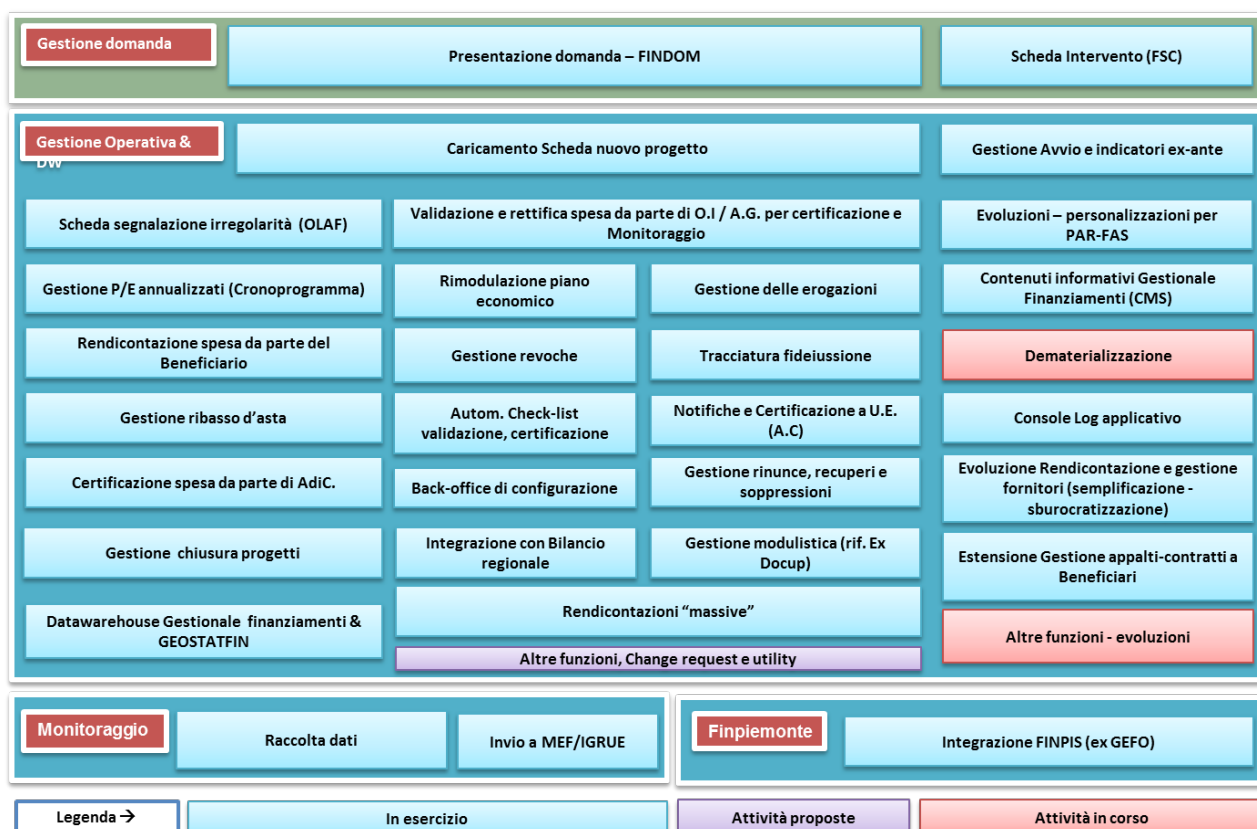 Gestione domanda
Presentazione domanda – FINDOM
Scheda Intervento (FSC)
Gestione Operativa &
DW
Caricamento Scheda nuovo progetto
Gestione Avvio e indicatori ex-ante
Scheda segnalazione irregolarità (OLAF)
Validazione e rettifica spesa da parte di O.I / A.G. per certificazione e
Monitoraggio
Evoluzioni – personalizzazioni per
PAR-FAS
Gestione P/E annualizzati (Cronoprogramma)
Rimodulazione piano
economico
Gestione delle erogazioni
Contenuti informativi Gestionale
Finanziamenti (CMS)
Rendicontazione spesa da parte del
Beneficiario
Gestione revoche
Tracciatura fideiussione
Dematerializzazione
Gestione ribasso d'asta
Autom. Check-list
validazione, certificazione
Notifiche e Certificazione a U.E.
(A.C)
Console Log applicativo
Certificazione spesa da parte di AdiC.
Back-office di configurazione
Gestione rinunce, recuperi e
soppressioni
Evoluzione Rendicontazione e gestione
fornitori (semplificazione -
sburocratizzazione)
Gestione chiusura progetti
Integrazione con Bilancio
regionale
Gestione modulistica (rif. Ex
Docup)
Estensione Gestione appalti-contratti a
Beneficiari
Datawarehouse Gestionale finanziamenti &
GEOSTATFIN
Rendicontazioni "massive"
Altre funzioni - evoluzioni
Altre funzioni, Change request e utility
Monitoraggio
Raccolta dati
Invio a MEF/IGRUE
Finpiemonte
Integrazione FINPIS (ex GEFO)
Legenda →
In esercizio
Attività proposte
Attività in corso